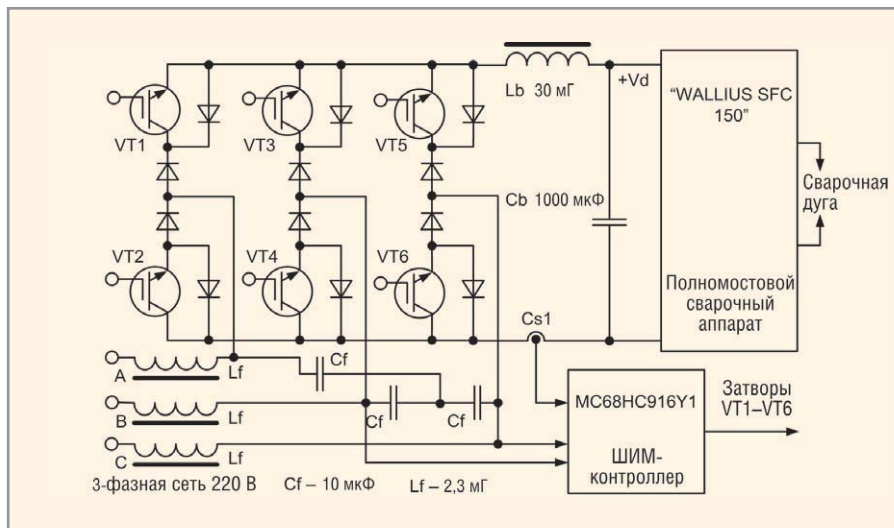 Lb 30 мГ
+Vd
“WALLIUS SFC
150”
VT1
VT3
VT5
Cb 1000 мкФ
Сварочная
дуга
VT2
VT4
VT6
Полномостовой
сварочный
аппарат
Cs1
A
Lf
Cf
B
Lf
Cf
Cf
C
Lf
MC68HC916Y1
ШИМ-
контроллер
Затворы
VT1–VT6
3-фазная сеть 220 В
Cf – 10 мкФ
Lf – 2,3 мГ